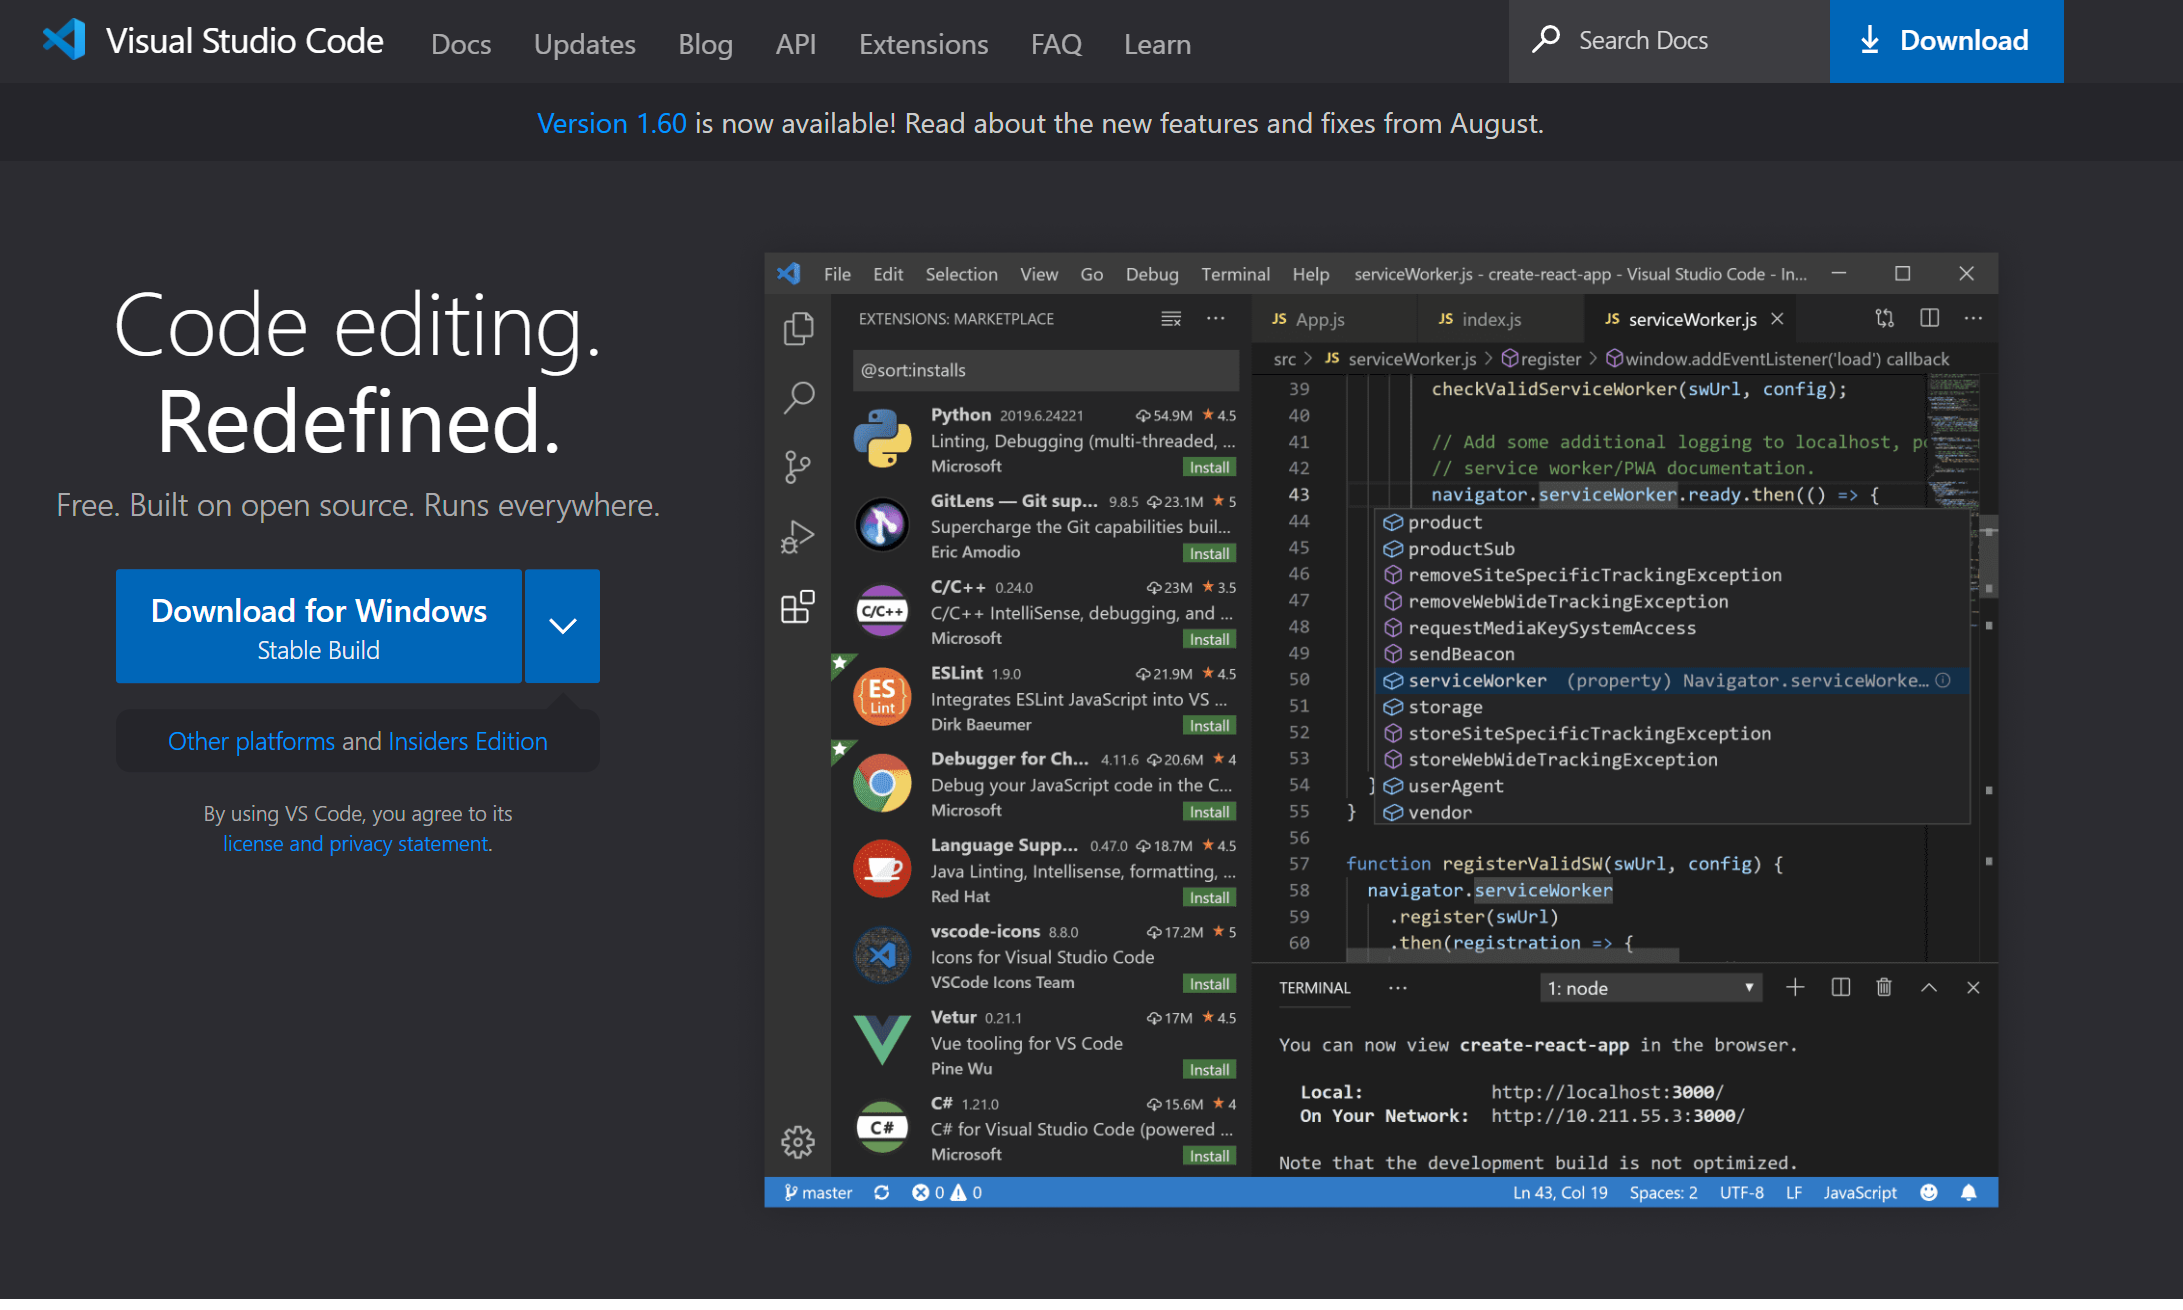 Visual Studio Code Docs Updates Blog API Extensions FAQ Learn Search Docs Download
Version 1.60 is now available! Read about the new features and fixes from August.
Code editing.
Redefined.
Free. Built on open source. Runs everywhere.
Download for Windows
Stable Build
Other platforms and Insiders Edition
By using VS Code, you agree to its
license and privacy statement.
File Edit Selection View Go Debug Terminal Help serviceWorker.js - create-react-app - Visual Studio Code - In...
EXTENSIONS: MARKETPLACE
@sort:installs
Python 2019.6.24221 54.9M 4.5
Linting, Debugging (multi-threaded, ...
Microsoft Install
GitLens — Git sup... 9.8.5 23.1M 5
Supercharge the Git capabilities buil...
Eric Amodio Install
C/C++
C/C++ 0.24.0 23M 3.5
C/C++ IntelliSense, debugging, and ...
Microsoft Install
ES
Lint
ESLint 1.9.0 21.9M 4.5
Integrates ESLint JavaScript into VS ...
Dirk Baeumer Install
Debugger for Ch... 4.11.6 20.6M 4
Debug your JavaScript code in the C...
Microsoft Install
Language Supp... 0.47.0 18.7M 4.5
Java Linting, Intellisense, formatting, ...
Red Hat Install
vscode-icons 8.8.0 17.2M 5
Icons for Visual Studio Code
VSCode Icons Team Install
Vetur 0.21.1 17M 4.5
Vue tooling for VS Code
Pine Wu Install
C#
C# 1.21.0 15.6M 4
C# for Visual Studio Code (powered ...
Microsoft Install
JS App.js JS index.js JS serviceWorker.js
src > JS serviceWorker.js > register > window.addEventListener('load') callback
39 checkValidServiceWorker(swUrl, config);
40
41 // Add some additional logging to localhost, p
42 // service worker/PWA documentation.
43 navigator.serviceWorker.ready.then(() => {
44 product
45 productSub
46 removeSiteSpecificTrackingException
47 removeWebWideTrackingException
48 requestMediaKeySystemAccess
49 sendBeacon
50 serviceWorker (property) Navigator.serviceWorke...
51 storage
52 storeSiteSpecificTrackingException
53 storeWebWideTrackingException
54 } userAgent
55 } vendor
56
57 function registerValidSW(swUrl, config) {
58 navigator.serviceWorker
59 .register(swUrl)
60 .then(registration => {
TERMINAL ... 1: node
You can now view create-react-app in the browser.
Local: http://localhost:3000/
On Your Network: http://10.211.55.3:3000/
Note that the development build is not optimized.
master 0 0 Ln 43, Col 19 Spaces: 2 UTF-8 LF JavaScript